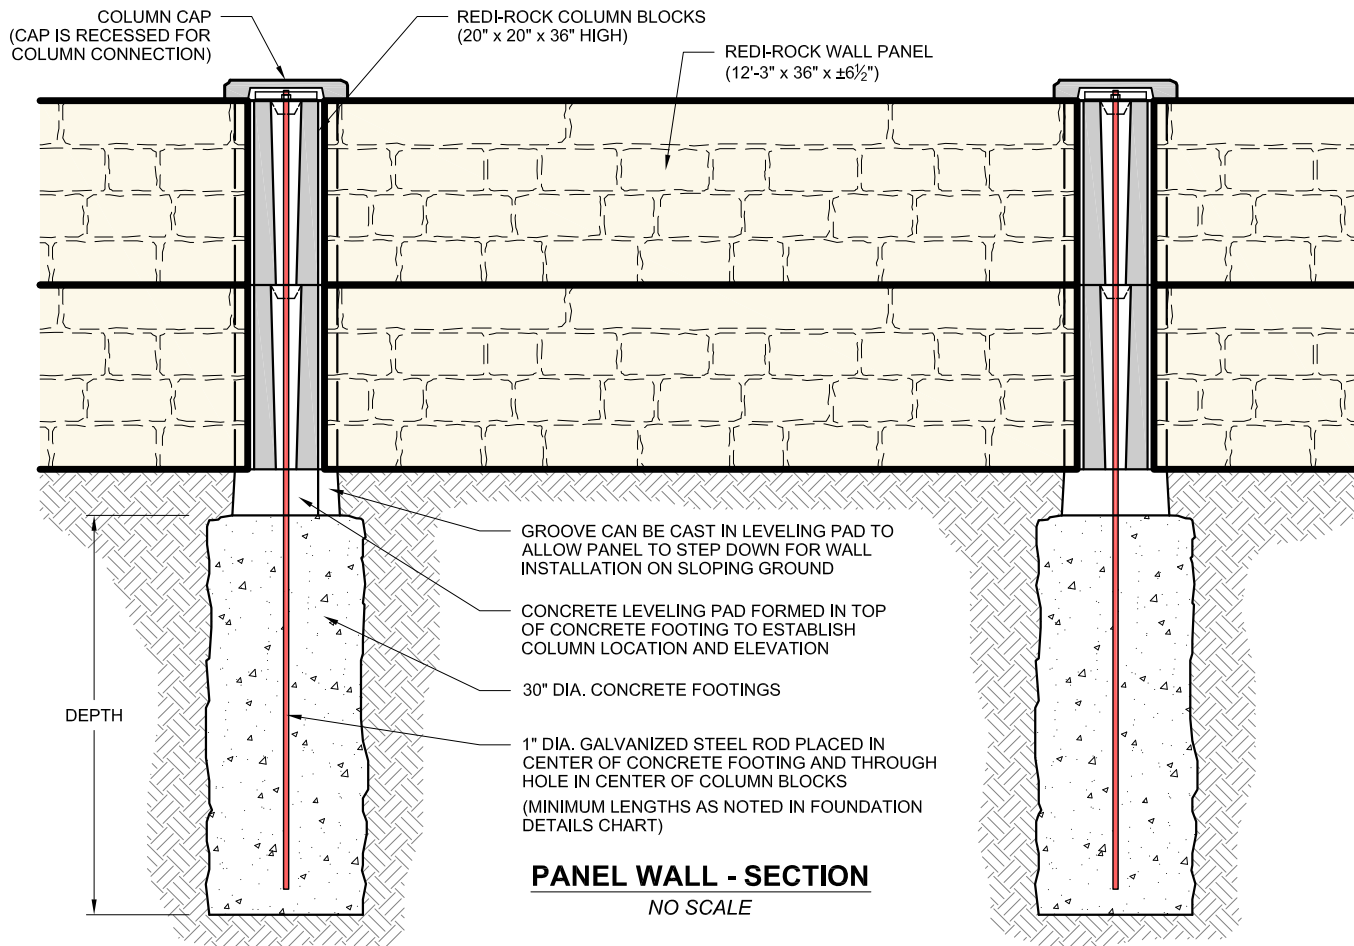 COLUMN CAP
(CAP IS RECESSED FOR
COLUMN CONNECTION)
REDI-ROCK COLUMN BLOCKS
(20" x 20" x 36" HIGH)
REDI-ROCK WALL PANEL
(12'-3" x 36" x ±6½")
GROOVE CAN BE CAST IN LEVELING PAD TO
ALLOW PANEL TO STEP DOWN FOR WALL
INSTALLATION ON SLOPING GROUND
CONCRETE LEVELING PAD FORMED IN TOP
OF CONCRETE FOOTING TO ESTABLISH
COLUMN LOCATION AND ELEVATION
30" DIA. CONCRETE FOOTINGS
DEPTH
1" DIA. GALVANIZED STEEL ROD PLACED IN
CENTER OF CONCRETE FOOTING AND THROUGH
HOLE IN CENTER OF COLUMN BLOCKS
(MINIMUM LENGTHS AS NOTED IN FOUNDATION
DETAILS CHART)
PANEL WALL - SECTION
NO SCALE